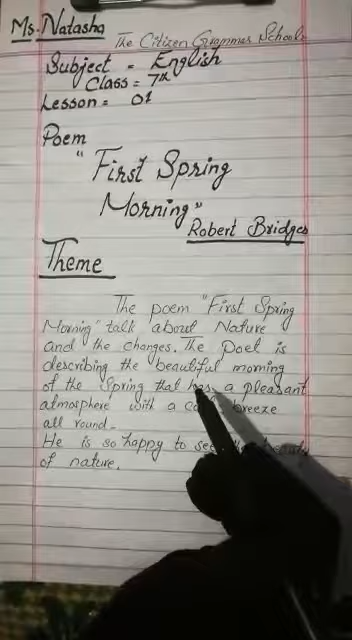 Ms. Natasha
The Citizen Grammar School
Subject = English
Class = 7th
Lesson = 01
Poem
"First Spring
Morning"
Robert Bridges
Theme
The poem "First Spring
Morning" talk about Nature
and the changes. The poet is
describing the beautiful morning
of the Spring that has a pleasant
atmosphere with a breeze
all round.
He is so happy to see beauty
of nature.